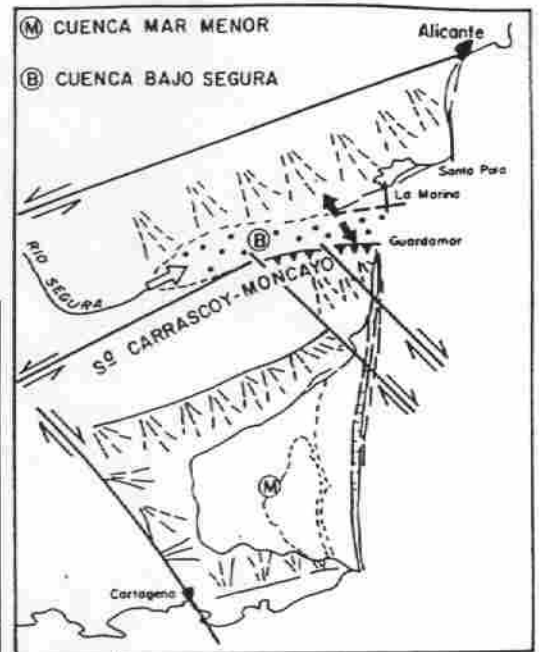 Ⓜ CUENCA MAR MENOR
Alicante
Ⓑ CUENCA BAJO SEGURA
Santa Pola
La Marina
Ⓑ
Guardamar
RIO SEGURA
Sª CARRASCOY-MONCAYO
Ⓜ
Cartagena